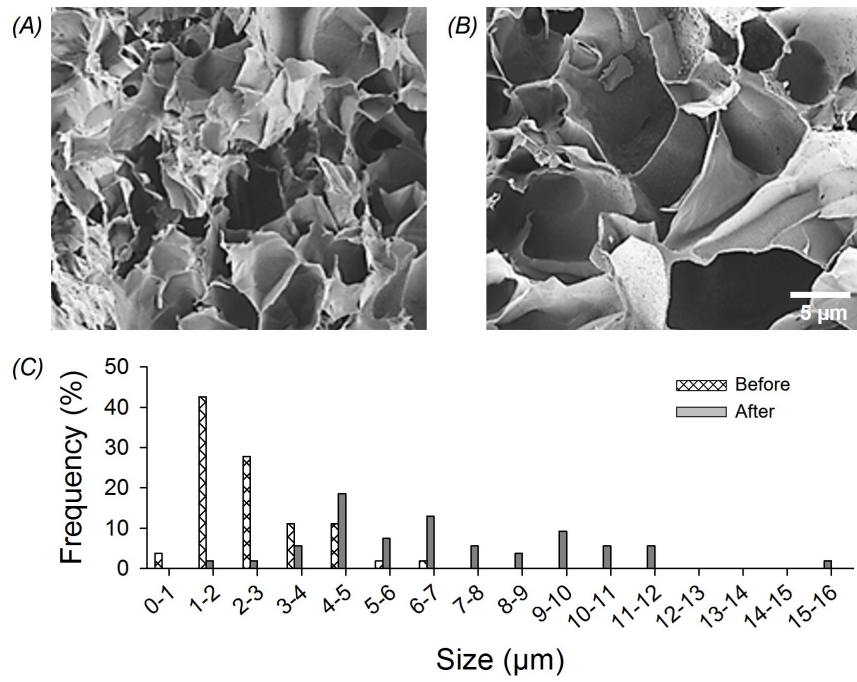 (A)
(B)
5 µm
(C)
Frequency (%)
50
40
30
20
10
0
Before
After
0-1
1-2
2-3
3-4
4-5
5-6
6-7
7-8
8-9
9-10
10-11
11-12
12-13
13-14
14-15
15-16
Size (µm)